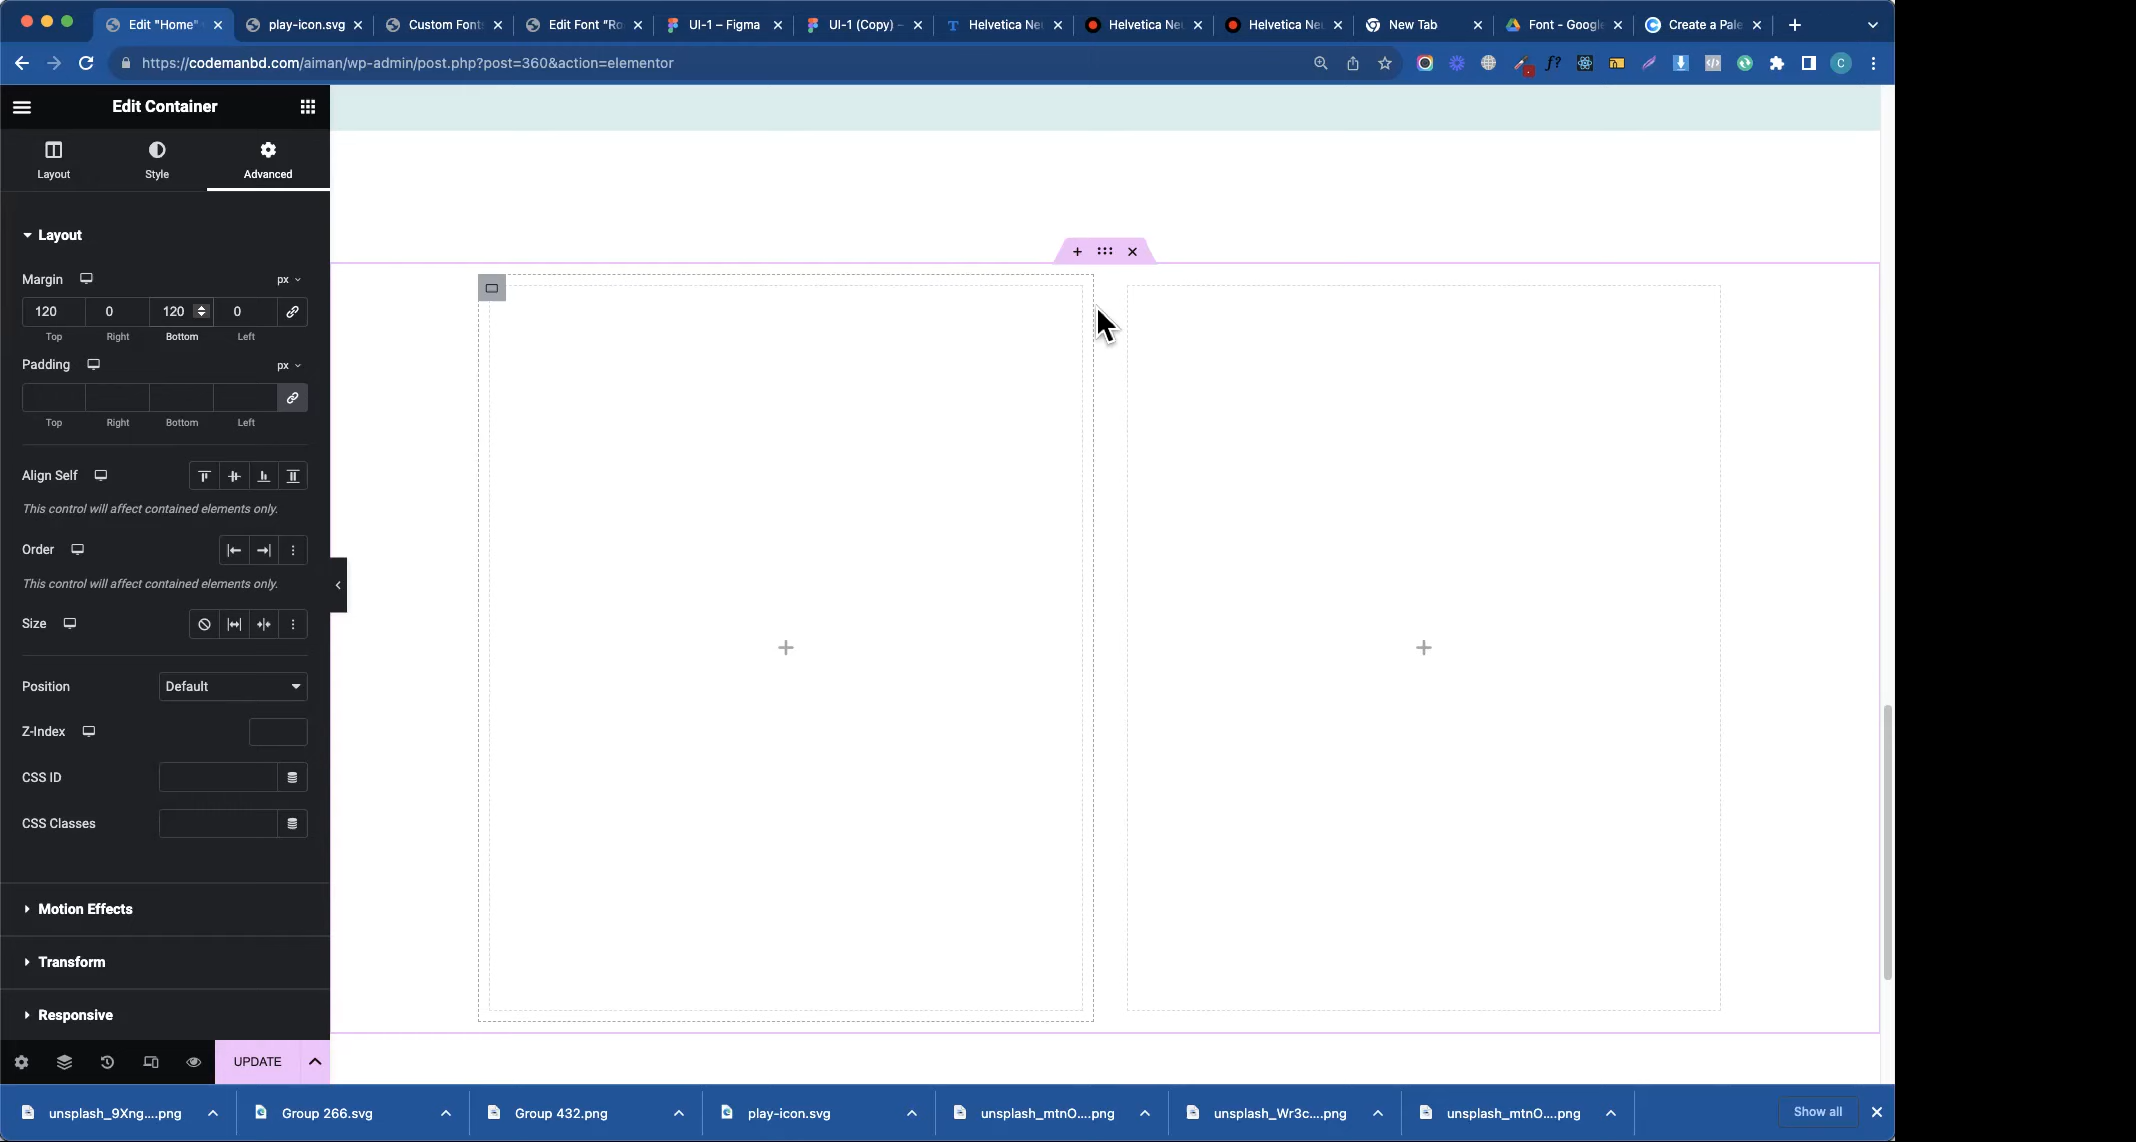 Edit "Home"
play-icon.svg
Custom Font
Edit Font "Ro
UI-1 – Figma
UI-1 (Copy) –
Helvetica Neu
Helvetica Neu
Helvetica Neu
New Tab
Font - Google
Create a Pale
https://codemanbd.com/aiman/wp-admin/post.php?post=360&action=elementor
Edit Container
Layout
Style
Advanced
Layout
Margin
px
120
0
120
0
Top
Right
Bottom
Left
Padding
px
Top
Right
Bottom
Left
Align Self
This control will affect contained elements only.
Order
This control will affect contained elements only.
Size
Position
Default
Z-Index
CSS ID
CSS Classes
Motion Effects
Transform
Responsive
UPDATE
unsplash_9Xng....png
Group 266.svg
Group 432.png
play-icon.svg
unsplash_mtnO....png
unsplash_Wr3c....png
unsplash_mtnO....png
Show all